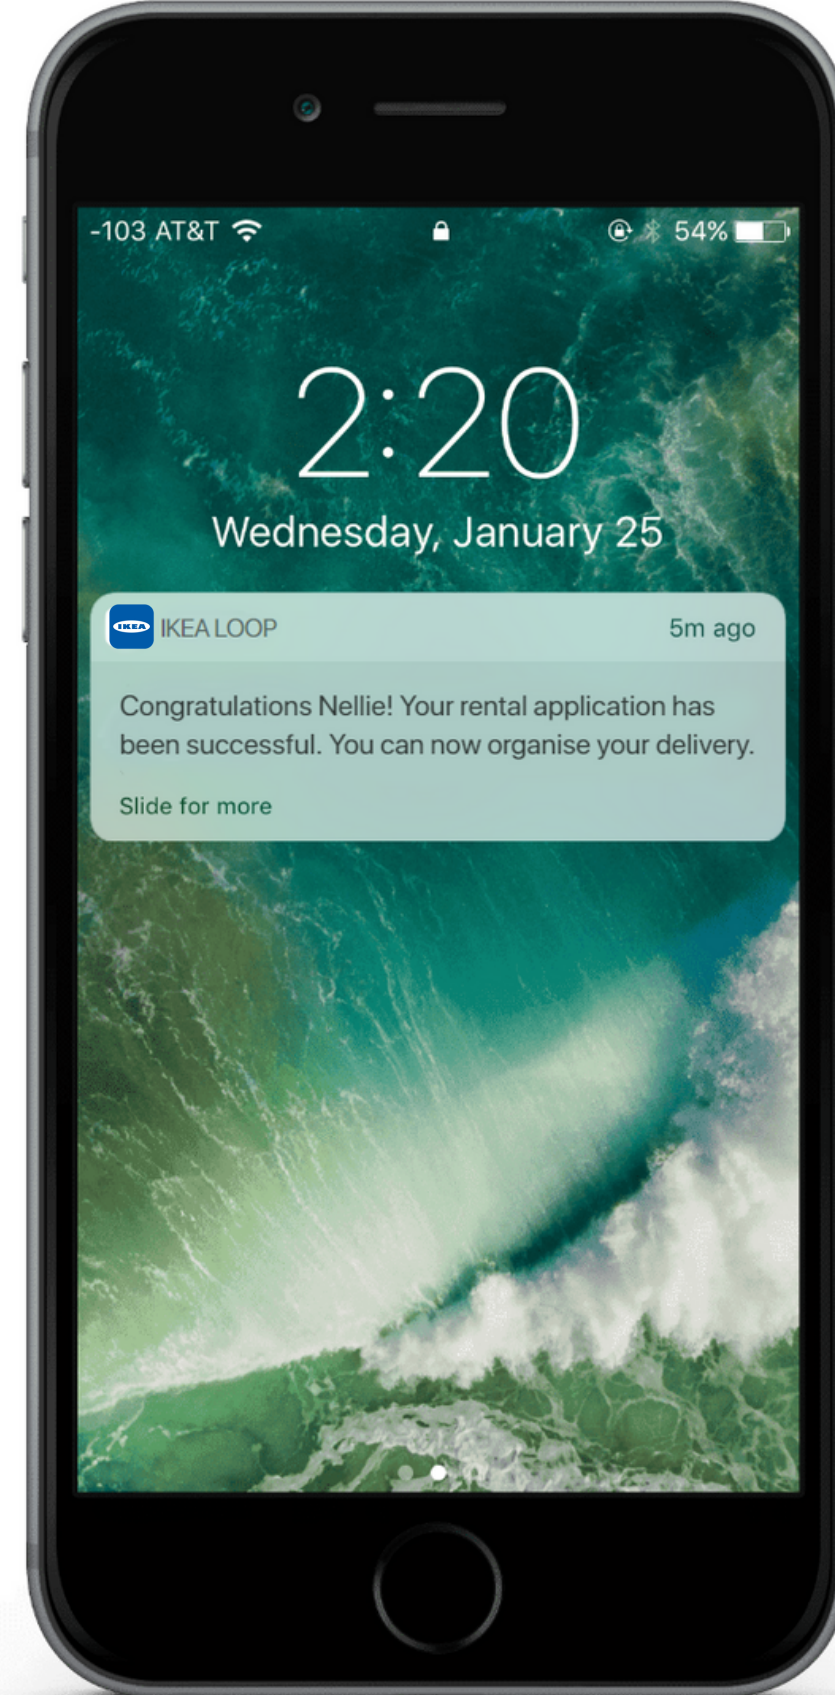 -103 AT&T 54%
2:20
Wednesday, January 25
IKEA IKEA LOOP 5m ago
Congratulations Nellie! Your rental application has
been successful. You can now organise your delivery.
Slide for more